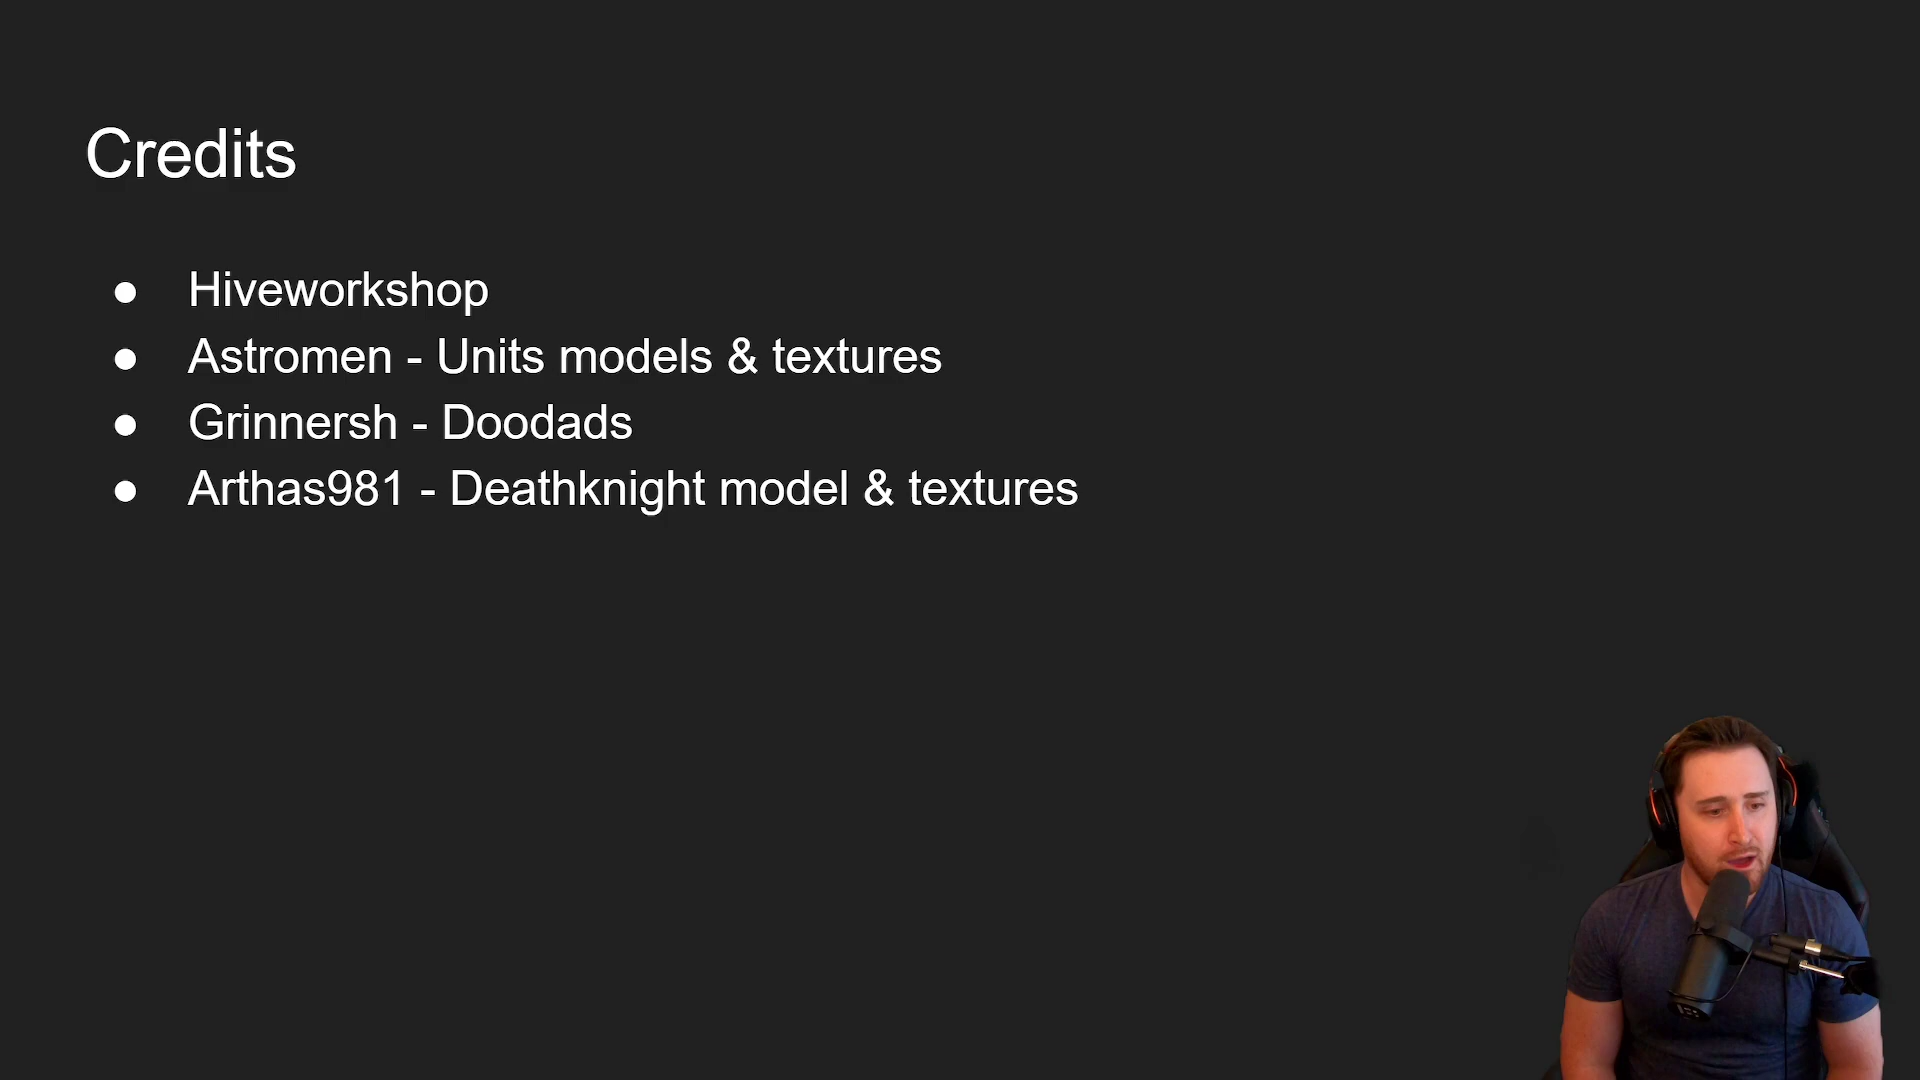 Credits
● Hiveworkshop
● Astromen - Units models & textures
● Grinnersh - Doodads
● Arthas981 - Deathknight model & textures